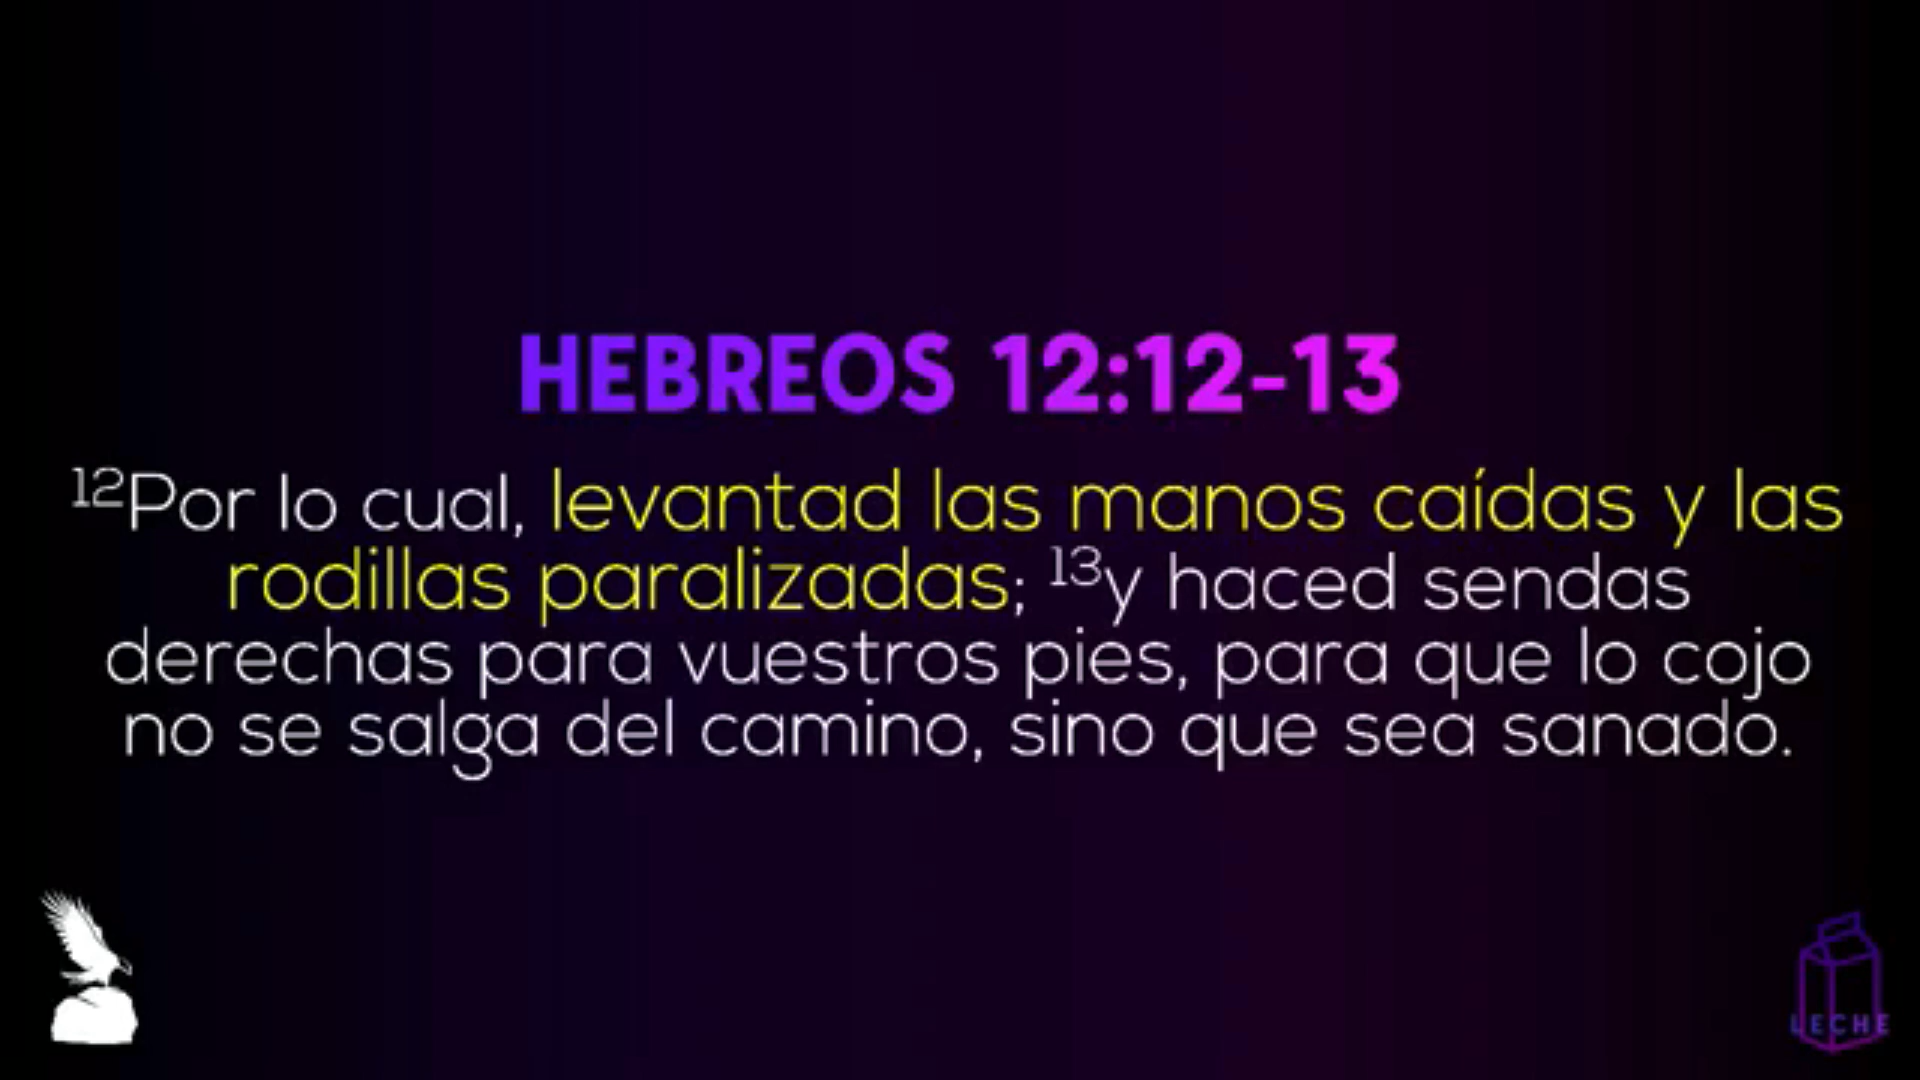 HEBREOS 12:12-13
¹²Por lo cual, levantad las manos caídas y las
rodillas paralizadas; ¹³y haced sendas
derechas para vuestros pies, para que lo cojo
no se salga del camino, sino que sea sanado.
LECHE